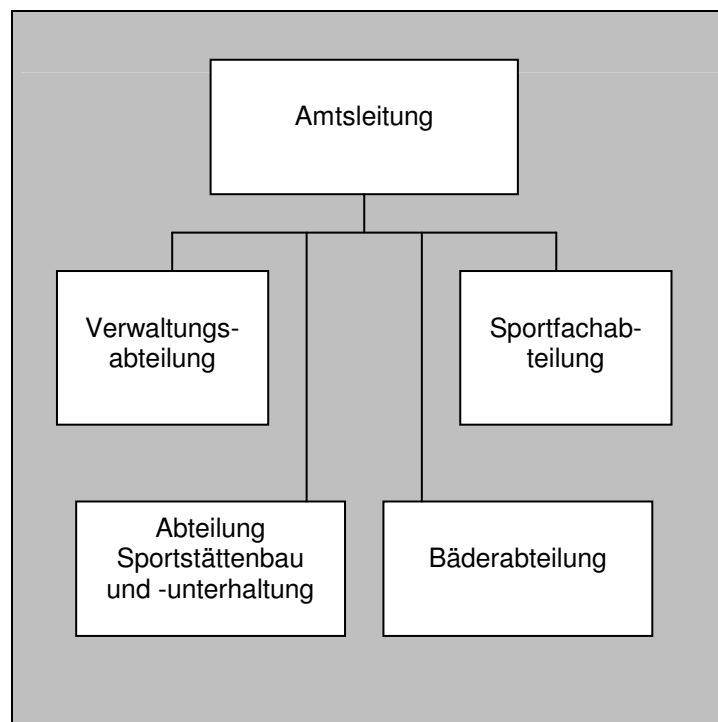 Amtsleitung
Verwaltungs-
abteilung
Sportfachab-
teilung
Abteilung
Sportstättenbau
und -unterhaltung
Bäderabteilung